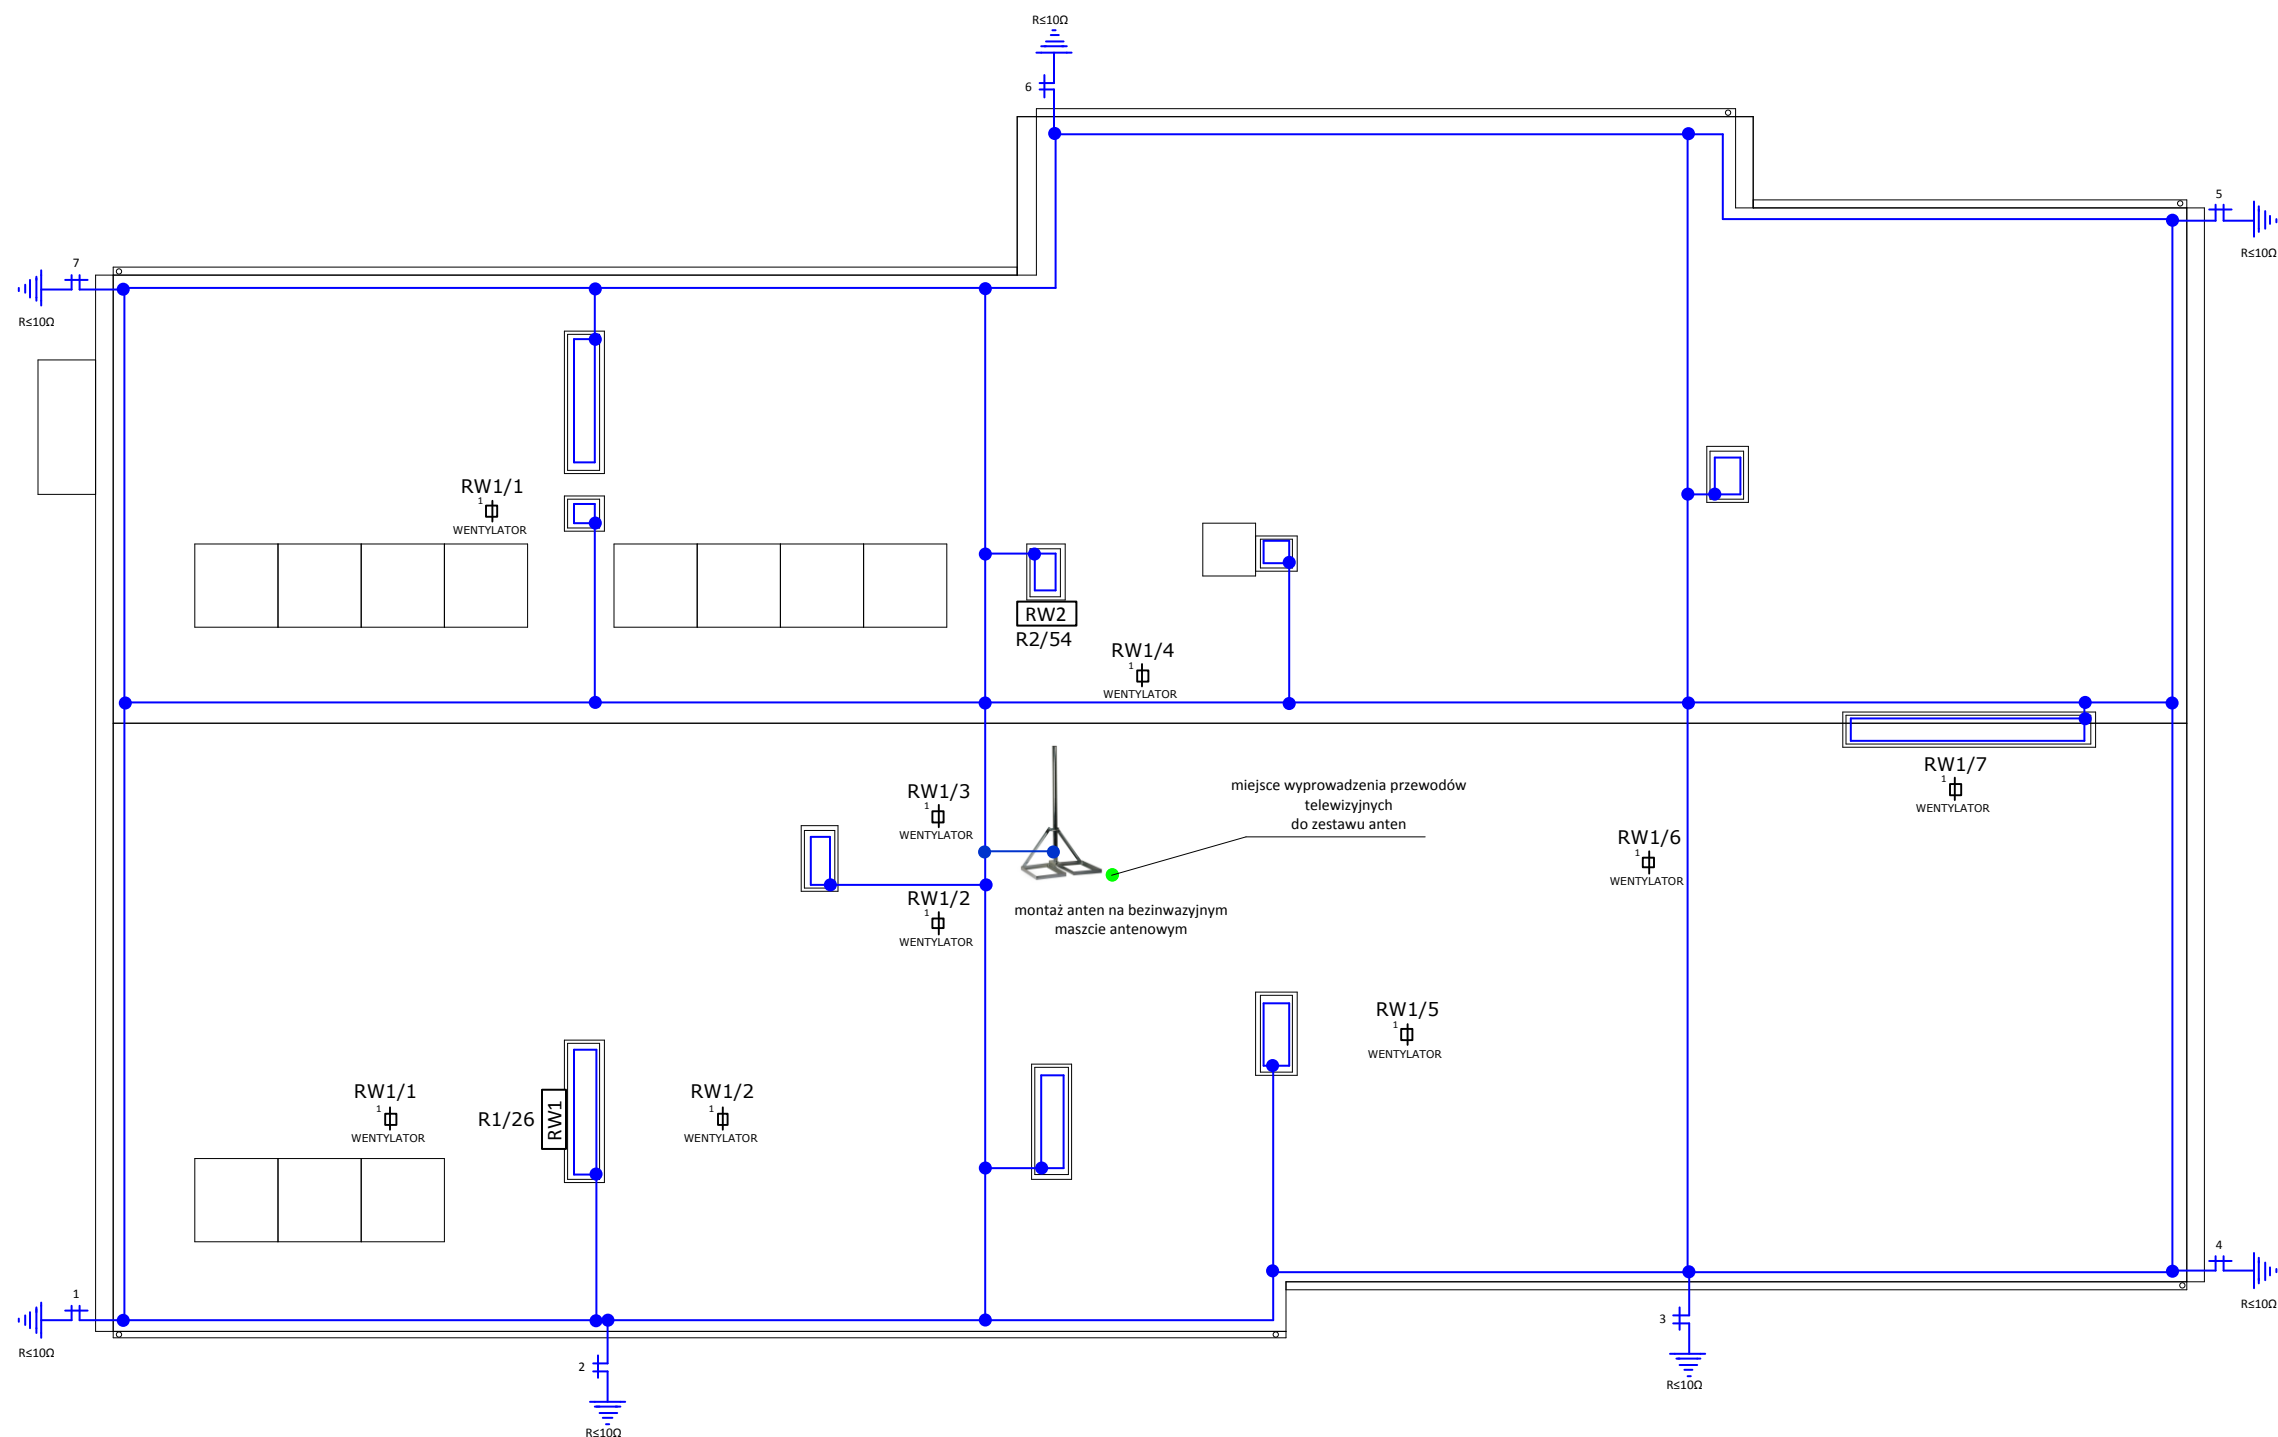 R≤10Ω
6
5
R≤10Ω
7
R≤10Ω
RW1/1
1
WENTYLATOR
RW2
R2/54
RW1/4
1
WENTYLATOR
RW1/7
1
WENTYLATOR
RW1/3
1
WENTYLATOR
miejsce wyprowadzenia przewodów
telewizyjnych
do zestawu anten
RW1/6
1
WENTYLATOR
RW1/2
1
WENTYLATOR
montaż anten na bezinwazyjnym
maszcie antenowym
RW1/5
1
WENTYLATOR
RW1/1
1
WENTYLATOR
R1/26
RW1
RW1/2
1
WENTYLATOR
4
R≤10Ω
1
R≤10Ω
3
R≤10Ω
2
R≤10Ω